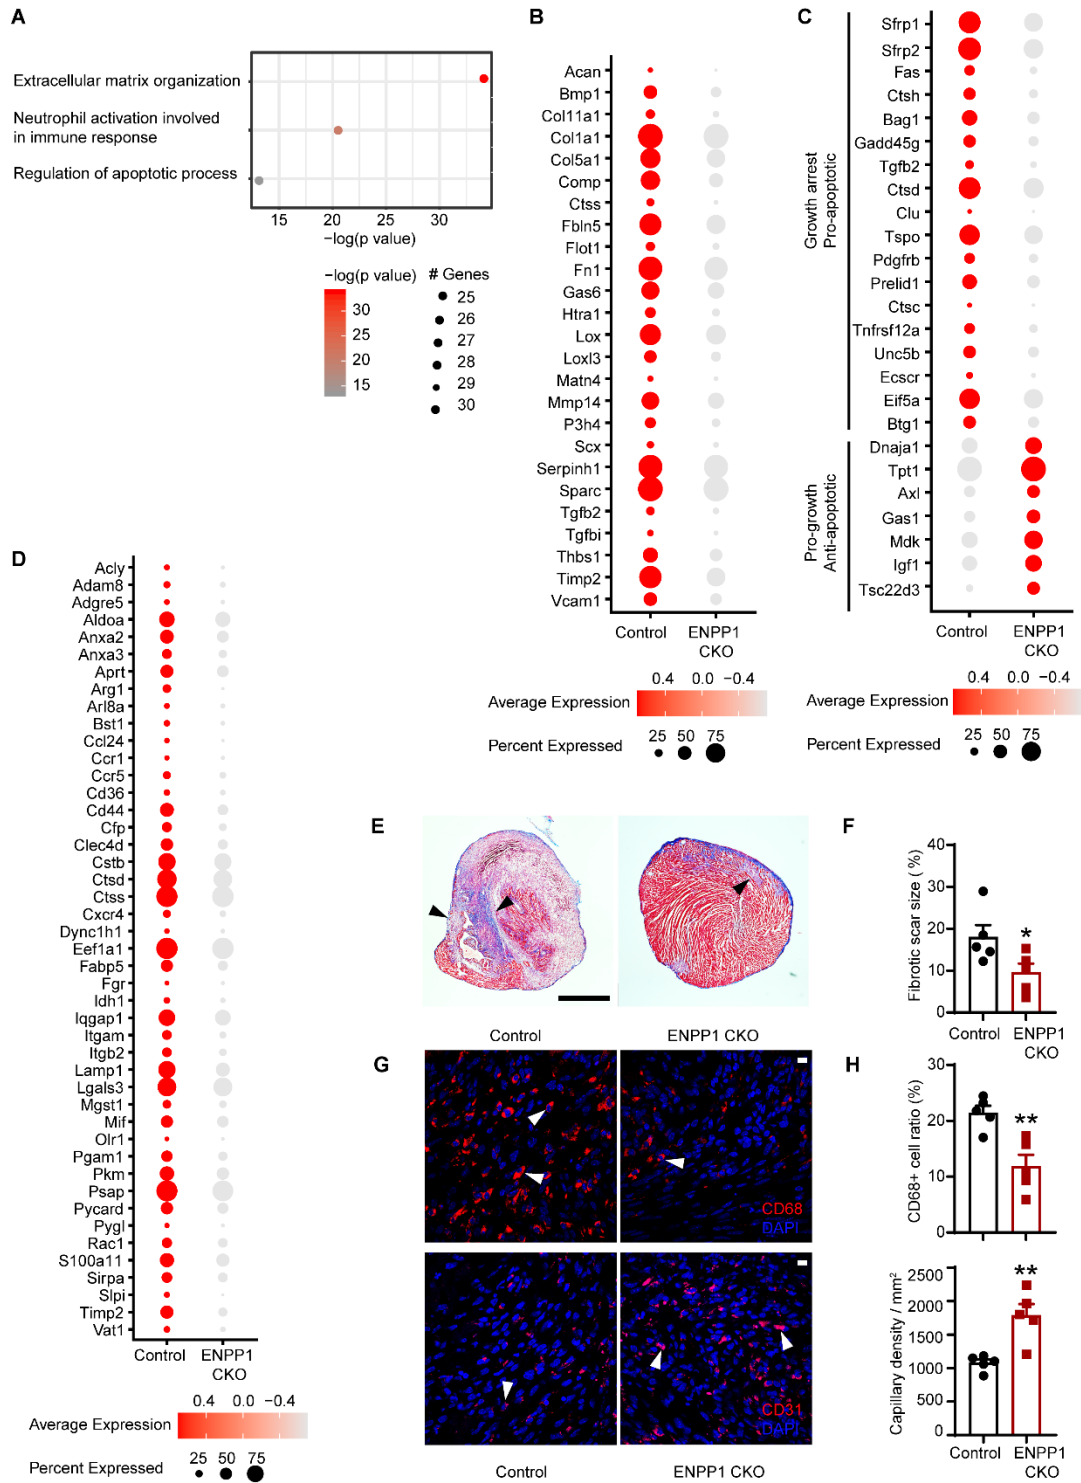 A
Extracellular matrix organization
Neutrophil activation involved
in immune response
Regulation of apoptotic process
15 20 25 30
−log(p value)
−log(p value)
30
25
20
15
# Genes
25
26
27
28
29
30
B
Acan
Bmp1
Col11a1
Col1a1
Col5a1
Comp
Ctss
Fbln5
Flot1
Fn1
Gas6
Htra1
Lox
Loxl3
Matn4
Mmp14
P3h4
Scx
Serpinh1
Sparc
Tgfb2
Tgfbi
Thbs1
Timp2
Vcam1
Control ENPP1
CKO
0.4 0.0 −0.4
Average Expression
25 50 75
Percent Expressed
C
Growth arrest
Pro-apoptotic
Sfrp1
Sfrp2
Fas
Ctsh
Bag1
Gadd45g
Tgfb2
Ctsd
Clu
Tspo
Pdgfrb
Prelid1
Ctsc
Tnfrsf12a
Unc5b
Ecscr
Eif5a
Btg1
Pro-growth
Anti-apoptotic
Dnaja1
Tpt1
Axl
Gas1
Mdk
Igf1
Tsc22d3
Control ENPP1
CKO
0.4 0.0 −0.4
Average Expression
25 50 75
Percent Expressed
D
Acly
Adam8
Adgre5
Aldoa
Anxa2
Anxa3
Aprt
Arg1
Arl8a
Bst1
Ccl24
Ccr1
Ccr5
Cd36
Cd44
Cfp
Clec4d
Cstb
Ctsd
Ctss
Cxcr4
Dync1h1
Eef1a1
Fabp5
Fgr
Idh1
Iqgap1
Itgam
Itgb2
Lamp1
Lgals3
Mgst1
Mif
Olr1
Pgam1
Pkm
Psap
Pycard
Pygl
Rac1
S100a11
Sirpa
Slpi
Timp2
Vat1
Control ENPP1
CKO
0.4 0.0 −0.4
Average Expression
25 50 75
Percent Expressed
E
Control ENPP1 CKO
F
Fibrotic scar size (%)
40
30
20
10
0
*
Control ENPP1
CKO
G
CD68
DAPI
CD31
DAPI
Control ENPP1 CKO
H
CD68+ cell ratio (%)
30
20
10
0
**
Capillary density / mm²
2500
2000
1500
1000
500
0
**
Control ENPP1
CKO